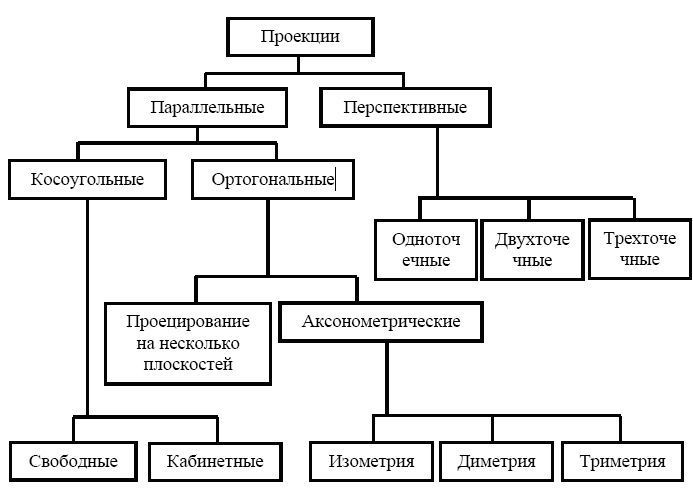 Проекции
Параллельные
Перспективные
Косоугольные
Ортогональные
Одноточ
ечные
Двухточе
чные
Трехточе
чные
Проецирование
на несколько
плоскостей
Аксонометрические
Свободные
Кабинетные
Изометрия
Диметрия
Триметрия